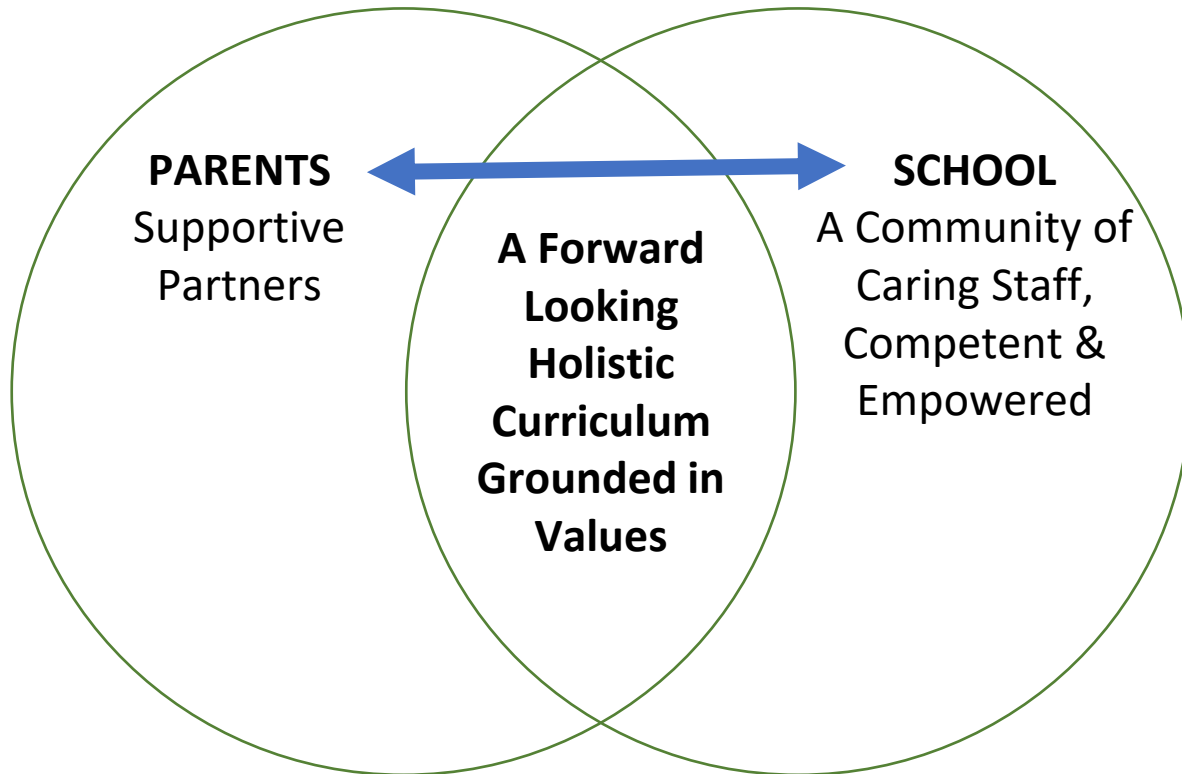 PARENTS
Supportive
Partners
A Forward
Looking
Holistic
Curriculum
Grounded in
Values
SCHOOL
A Community of
Caring Staff,
Competent &
Empowered